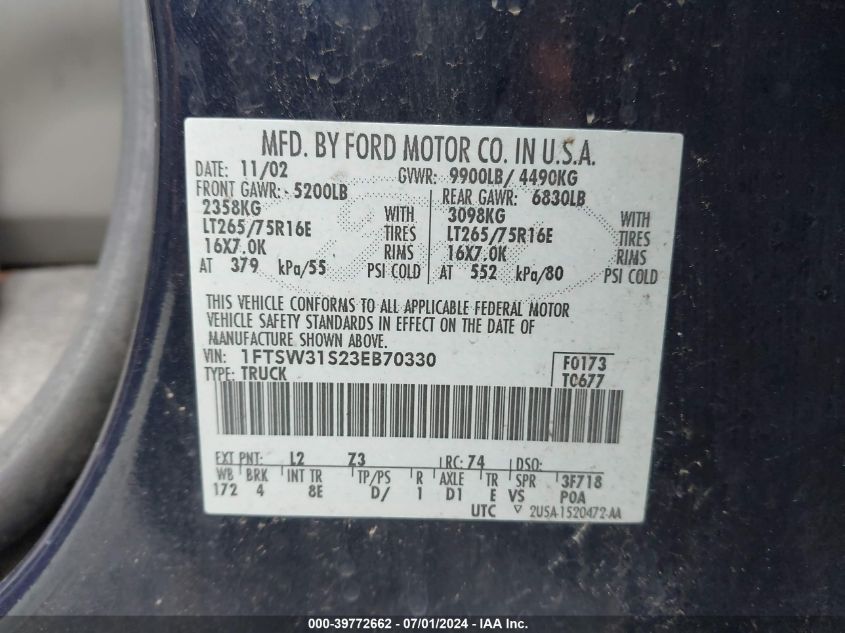 MFD. BY FORD MOTOR CO. IN U.S.A.
DATE: 11/02 GVWR: 9900LB/ 4490KG
FRONT GAWR: 5200LB REAR GAWR: 6830LB
2358KG WITH 3098KG WITH
LT265/75R16E TIRES LT265/75R16E TIRES
16X7.0K RIMS 16X7.0K RIMS
AT 379 kPa/55 PSI COLD AT 552 kPa/80 PSI COLD
THIS VEHICLE CONFORMS TO ALL APPLICABLE FEDERAL MOTOR
VEHICLE SAFETY STANDARDS IN EFFECT ON THE DATE OF
MANUFACTURE SHOWN ABOVE.
VIN: 1FTSW31S23EB70330 F0173
TYPE: TRUCK T0677
EXT PNT: L2 Z3 RC: 74 DSO:
WB BRK INT TR TP/PS R AXLE TR SPR 3F718
172 4 8E D/ 1 D1 E VS POA
UTC ▽ 2USA-1520472-AA
000-39772662 - 07/01/2024 - IAA Inc.